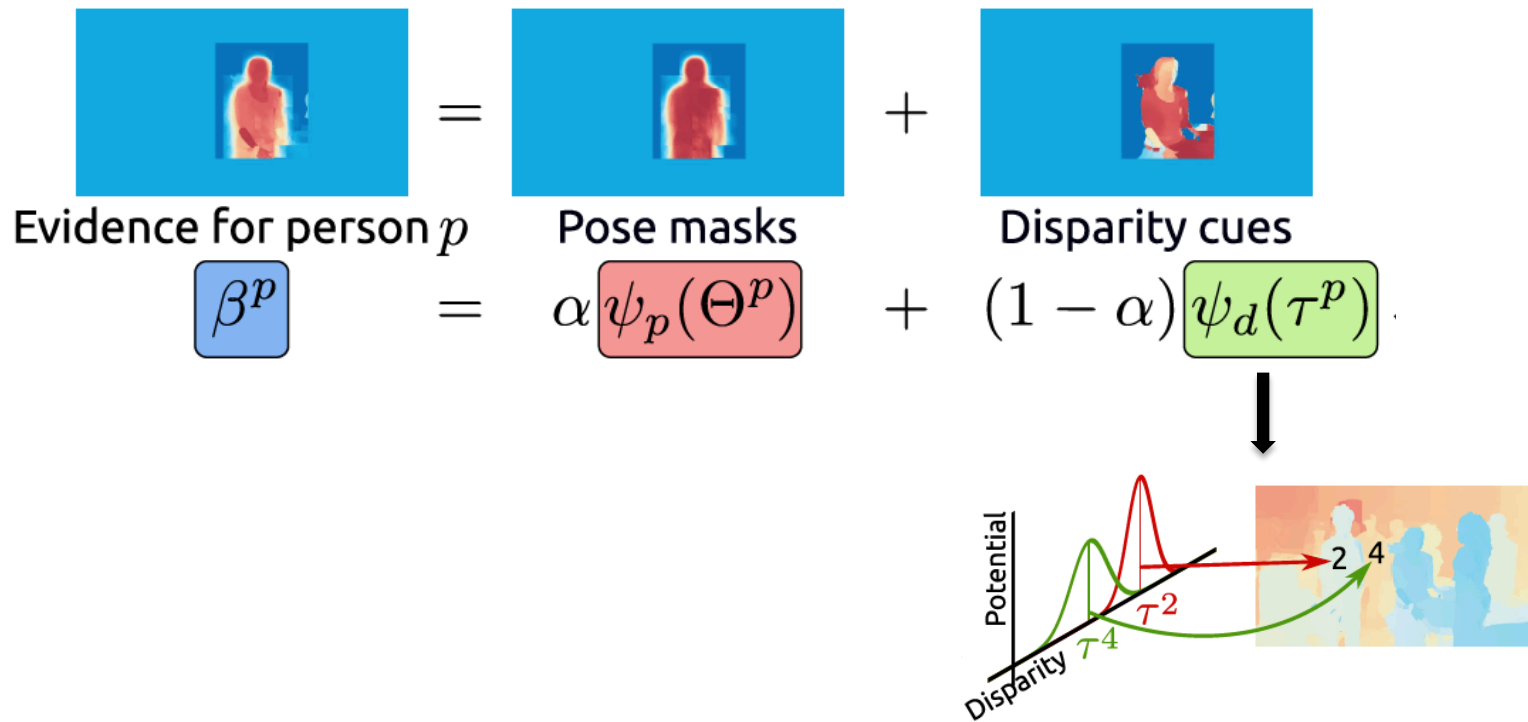 = +
Evidence for person p = Pose masks + Disparity cues
β^p = α ψ_p(Θ^p) + (1 − α) ψ_d(τ^p) .
Potential
Disparity
τ^4
τ^2
2
4